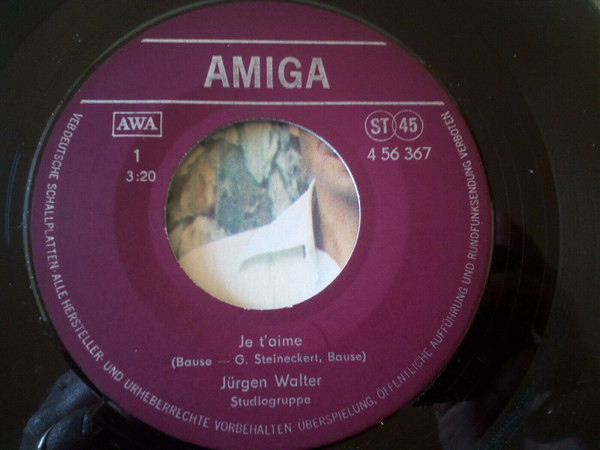 AMIGA
AWA
ST 45
1
4 56 367
3:20
Je t'aime
(Bause — G. Steineckert, Bause)
Jürgen Walter
Studiogruppe
VEB DEUTSCHE SCHALLPLATTEN · ALLE HERSTELLER- UND URHEBERRECHTE VORBEHALTEN ÜBERSPIELUNG, ÖFFENTLICHE AUFFÜHRUNG UND RUNDFUNKSENDUNG VERBOTEN